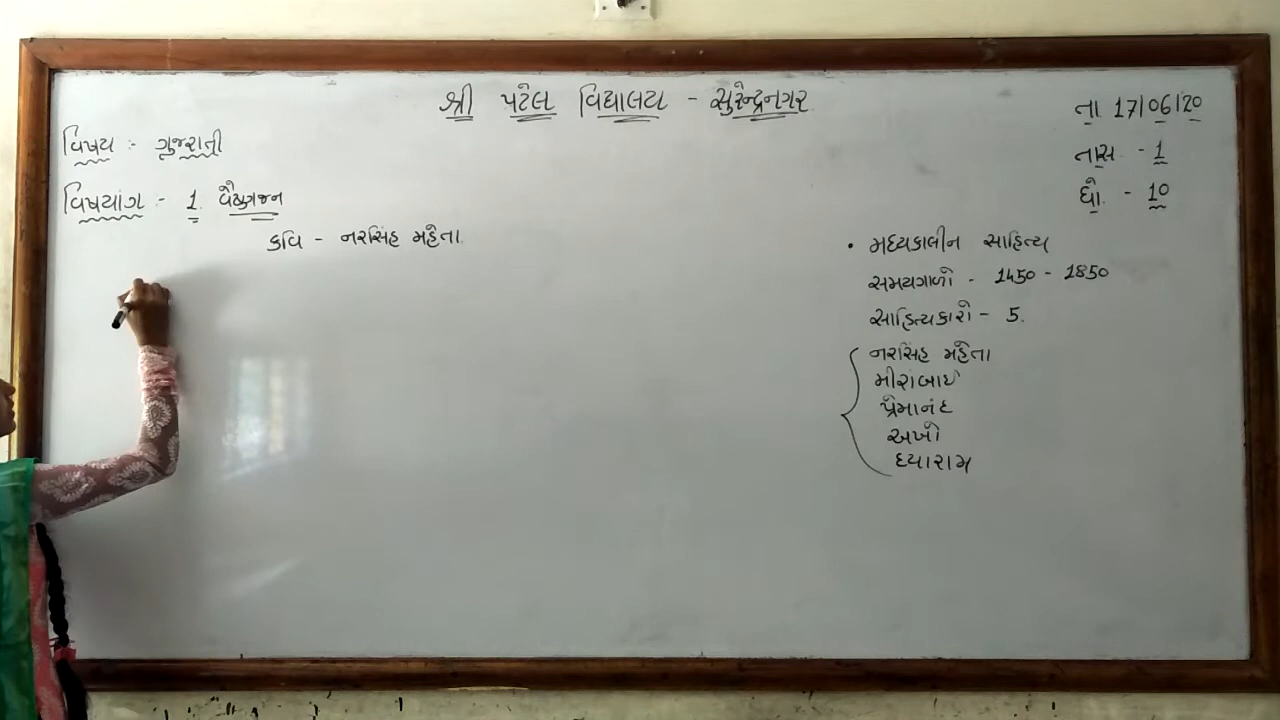 શ્રી પટેલ વિદ્યાલય - સુરેન્દ્રનગર
તા 17/06/20
વિષય :- ગુજરાતી
તાસ - 1
વિષયાંગ :- 1. વૈષ્ણવજન
ધો - 10
કવિ - નરસિંહ મહેતા.
• મધ્યકાલીન સાહિત્ય
સમયગાળો - 1450 - 1850
સાહિત્યકારો - 5.
નરસિંહ મહેતા
મીરાંબાઈ
પ્રેમાનંદ
અખો
દયારામ